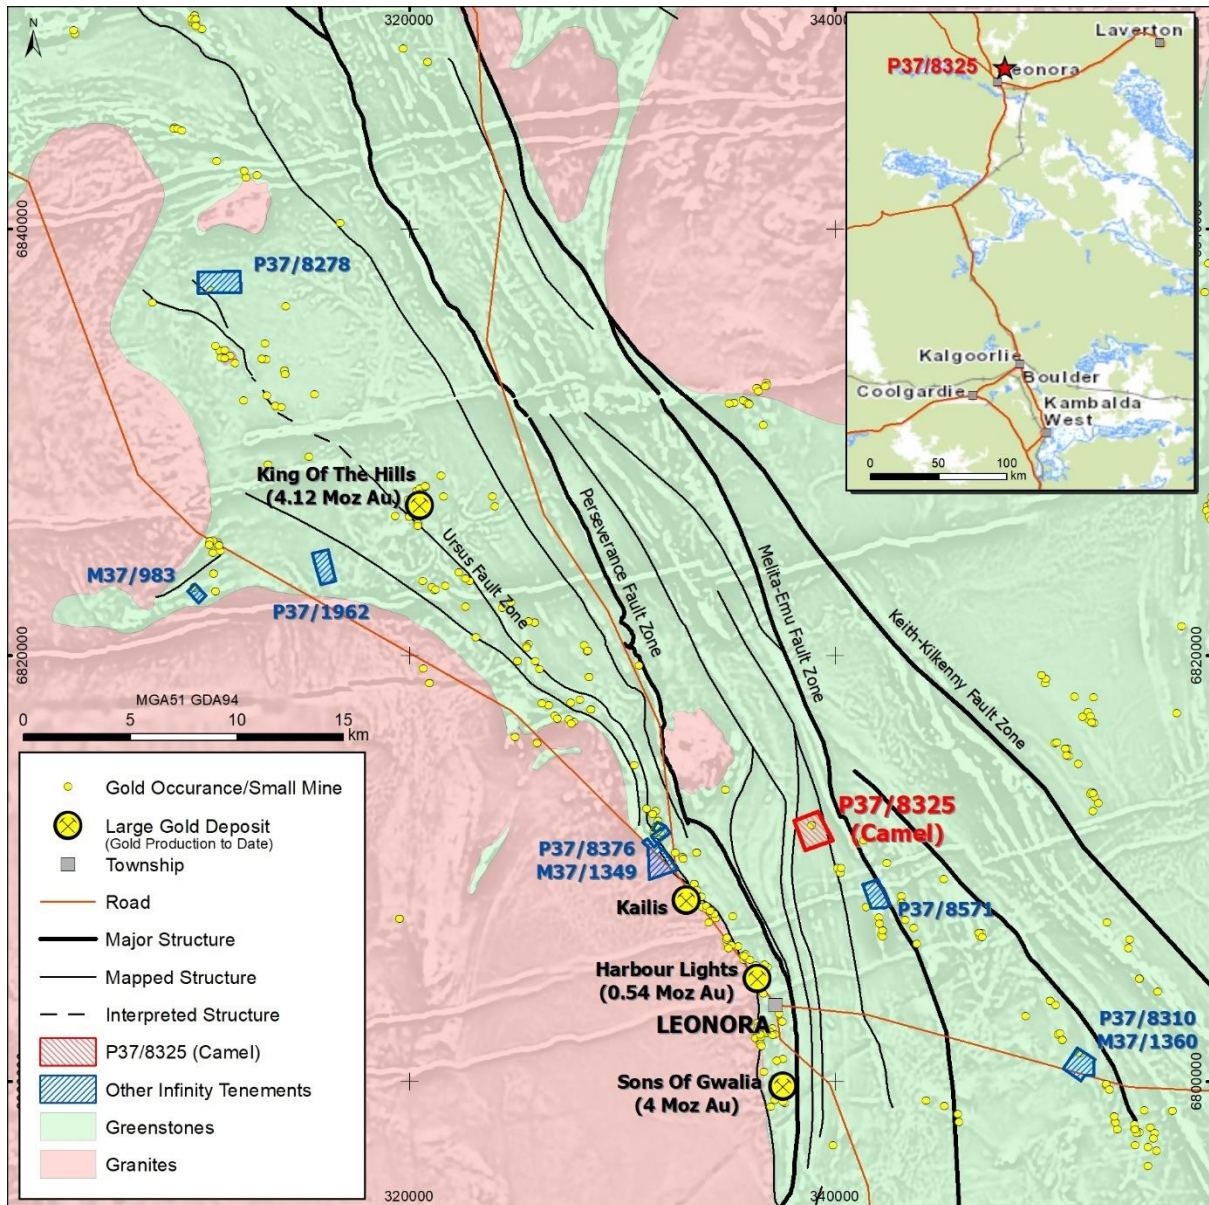 N
320000
340000
Laverton
P37/8325
Leonora
Kalgoorlie
Boulder
Coolgardie
Kambalda
West
0 50 100
km
6840000
P37/8278
King Of The Hills
(4.12 Moz Au)
Ursus Fault Zone
Perseverance Fault Zone
Melita-Emu Fault Zone
Keith-Kilkenny Fault Zone
M37/983
P37/1962
6820000
6820000
MGA51 GDA94
0 5 10 15
km
Gold Occurance/Small Mine
Large Gold Deposit
(Gold Production to Date)
Township
Road
Major Structure
Mapped Structure
Interpreted Structure
P37/8325 (Camel)
Other Infinity Tenements
Greenstones
Granites
P37/8325
(Camel)
P37/8376
M37/1349
P37/8571
Kailis
Harbour Lights
(0.54 Moz Au)
LEONORA
P37/8310
M37/1360
Sons Of Gwalia
(4 Moz Au)
6800000
320000
340000